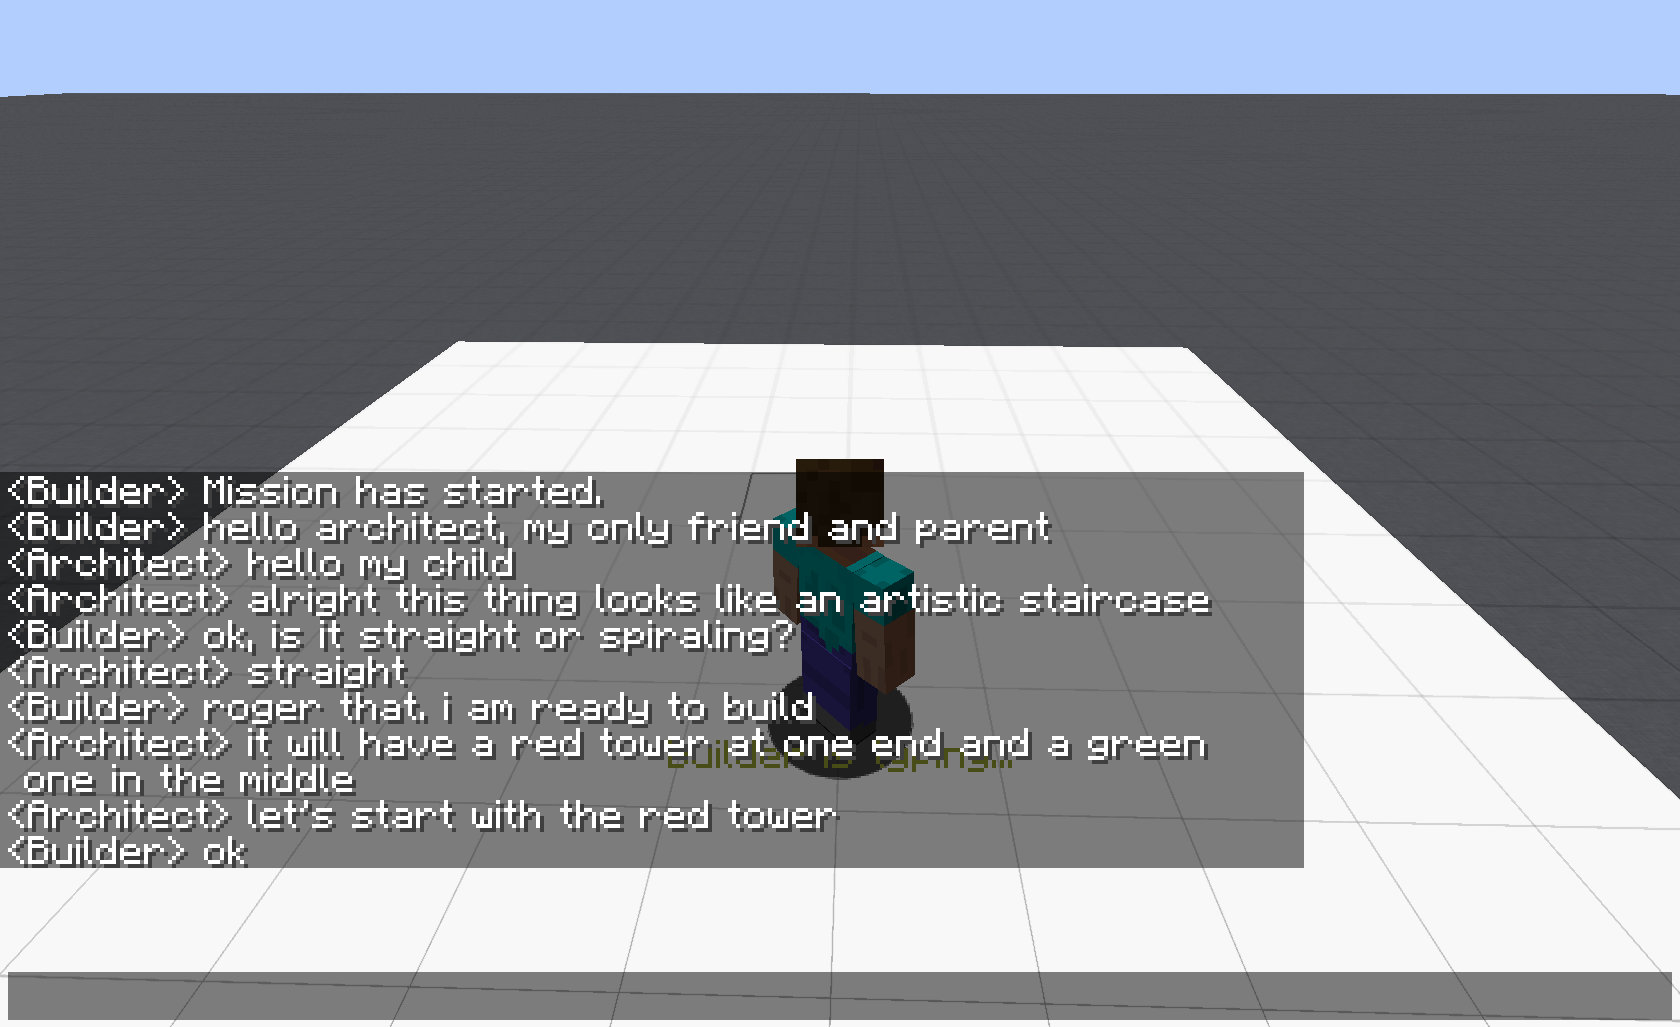 <Builder> Mission has started.
<Builder> hello architect, my only friend and parent
<Architect> hello my child
<Architect> alright this thing looks like an artistic staircase
<Builder> ok, is it straight or spiraling?
<Architect> straight
<Builder> roger that. i am ready to build
<Architect> it will have a red tower at one end and a green
one in the middle
Builder is typing...
<Architect> let's start with the red tower
<Builder> ok